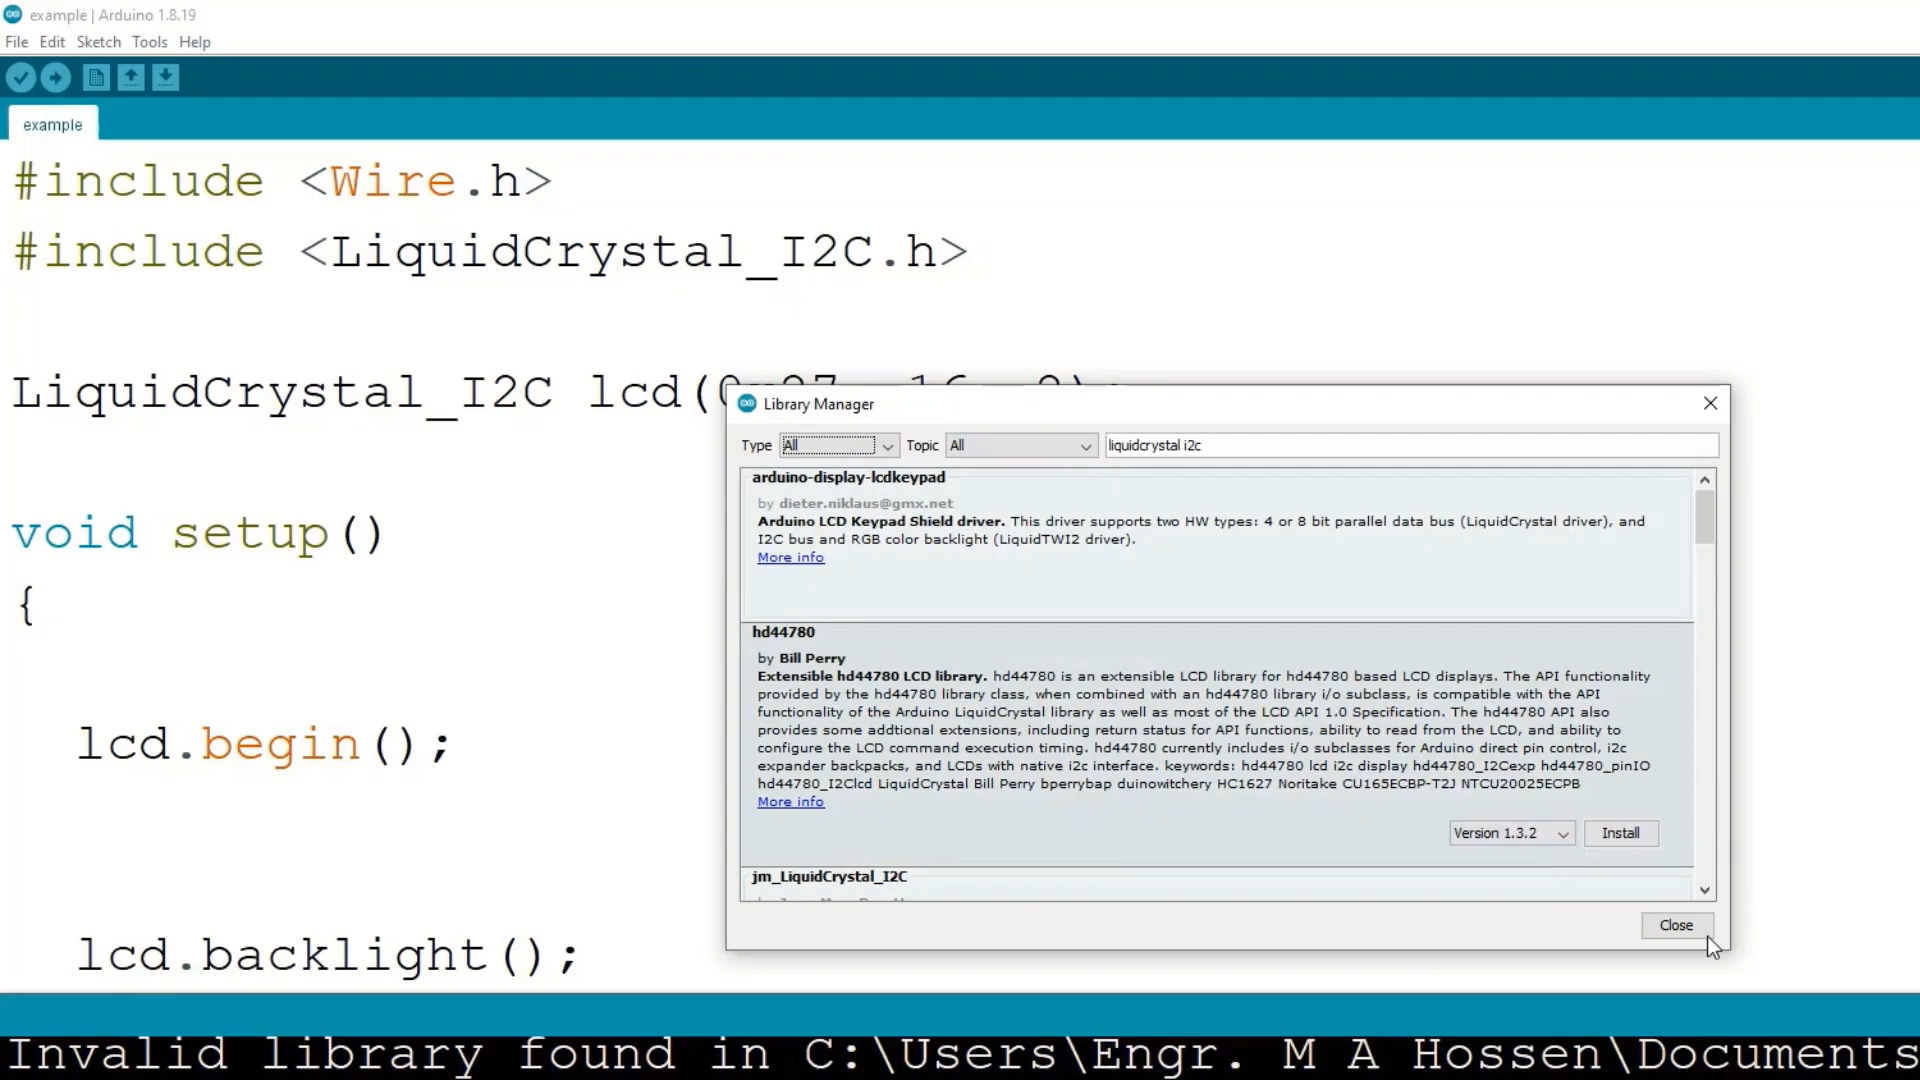 example | Arduino 1.8.19
File Edit Sketch Tools Help
example
#include <Wire.h>
#include <LiquidCrystal_I2C.h>
LiquidCrystal_I2C lcd(
void setup()
{
lcd.begin();
lcd.backlight();
Library Manager
Type All Topic All liquidcrystal i2c
arduino-display-lcdkeypad
by dieter.niklaus@gmx.net
Arduino LCD Keypad Shield driver. This driver supports two HW types: 4 or 8 bit parallel data bus (LiquidCrystal driver), and
I2C bus and RGB color backlight (LiquidTWI2 driver).
More info
hd44780
by Bill Perry
Extensible hd44780 LCD library. hd44780 is an extensible LCD library for hd44780 based LCD displays. The API functionality
provided by the hd44780 library class, when combined with an hd44780 library i/o subclass, is compatible with the API
functionality of the Arduino LiquidCrystal library as well as most of the LCD API 1.0 Specification. The hd44780 API also
provides some addtional extensions, including return status for API functions, ability to read from the LCD, and ability to
configure the LCD command execution timing. hd44780 currently includes i/o subclasses for Arduino direct pin control, i2c
expander backpacks, and LCDs with native i2c interface. keywords: hd44780 lcd i2c display hd44780_I2Cexp hd44780_pinIO
hd44780_I2Clcd LiquidCrystal Bill Perry bperrybap duinowitchery HC1627 Noritake CU165ECBP-T2J NTCU20025ECPB
More info
Version 1.3.2 Install
jm_LiquidCrystal_I2C
Close
Invalid library found in C:\Users\Engr. M A Hossen\Documents